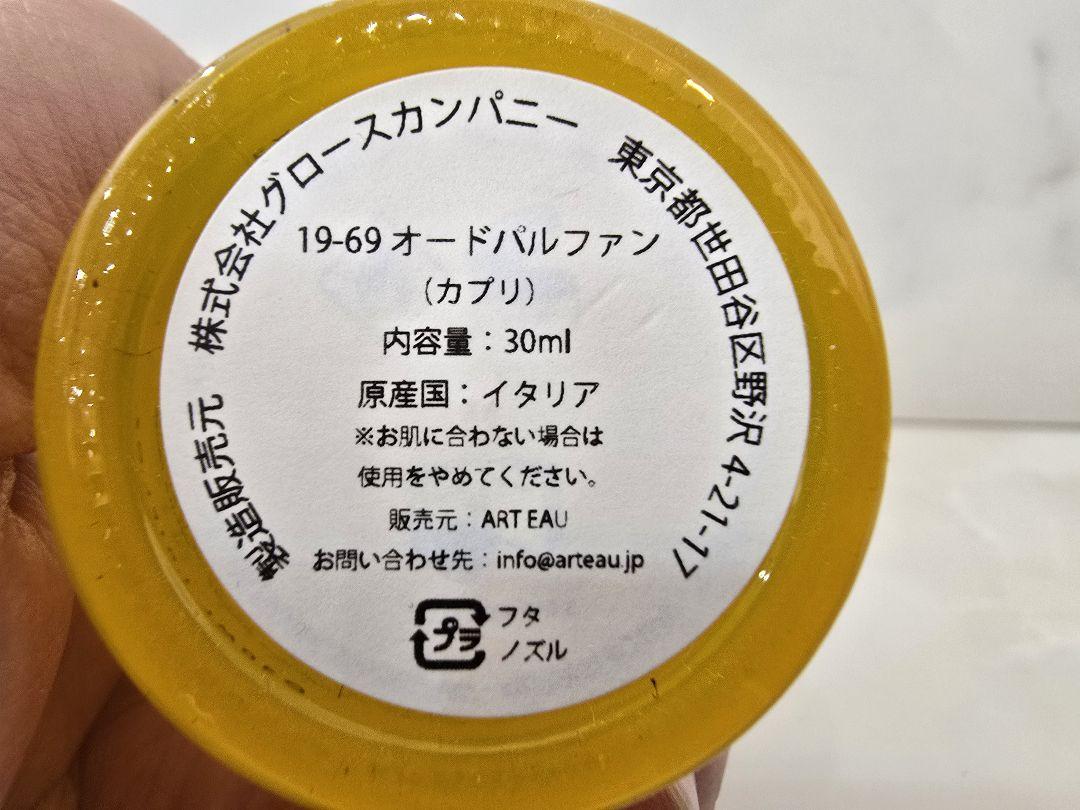 製造販売元 株式会社グロースカンパニー 東京都世田谷区野沢 4-21-17
19-69 オードパルファン
(カプリ)
内容量：30ml
原産国：イタリア
※お肌に合わない場合は
使用をやめてください。
販売元：ART EAU
お問い合わせ先：info@arteau.jp
プラ フタ
ノズル